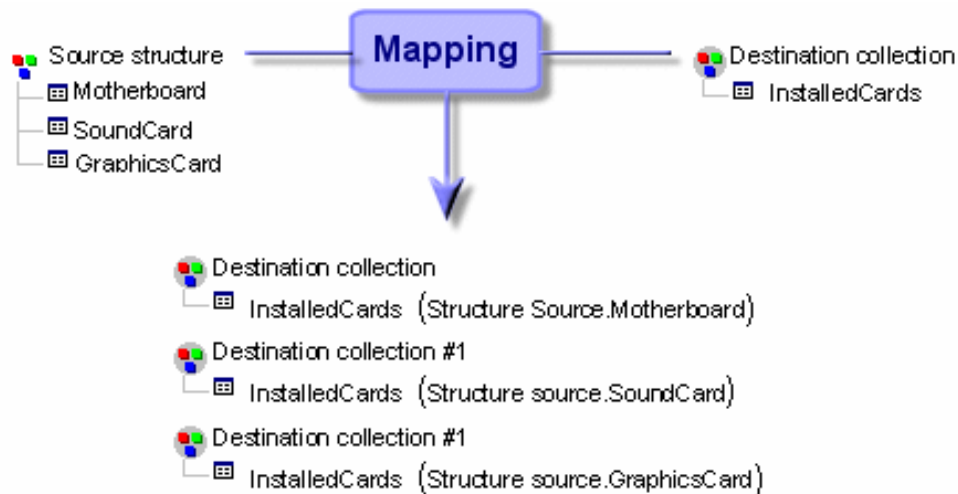 Source structure
Motherboard
SoundCard
GraphicsCard
Mapping
Destination collection
InstalledCards
Destination collection
InstalledCards (Structure Source.Motherboard)
Destination collection #1
InstalledCards (Structure source.SoundCard)
Destination collection #1
InstalledCards (Structure source.GraphicsCard)